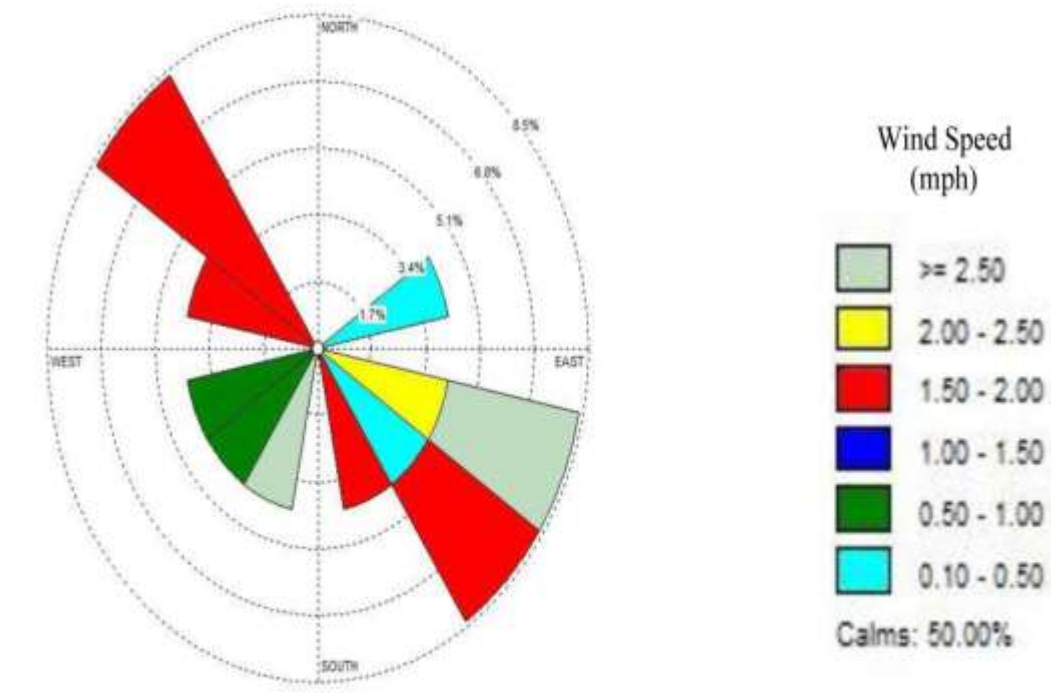 NORTH
8.5%
6.8%
5.1%
3.4%
1.7%
WEST
EAST
SOUTH
Wind Speed
(mph)
>= 2.50
2.00 - 2.50
1.50 - 2.00
1.00 - 1.50
0.50 - 1.00
0.10 - 0.50
Calms: 50.00%